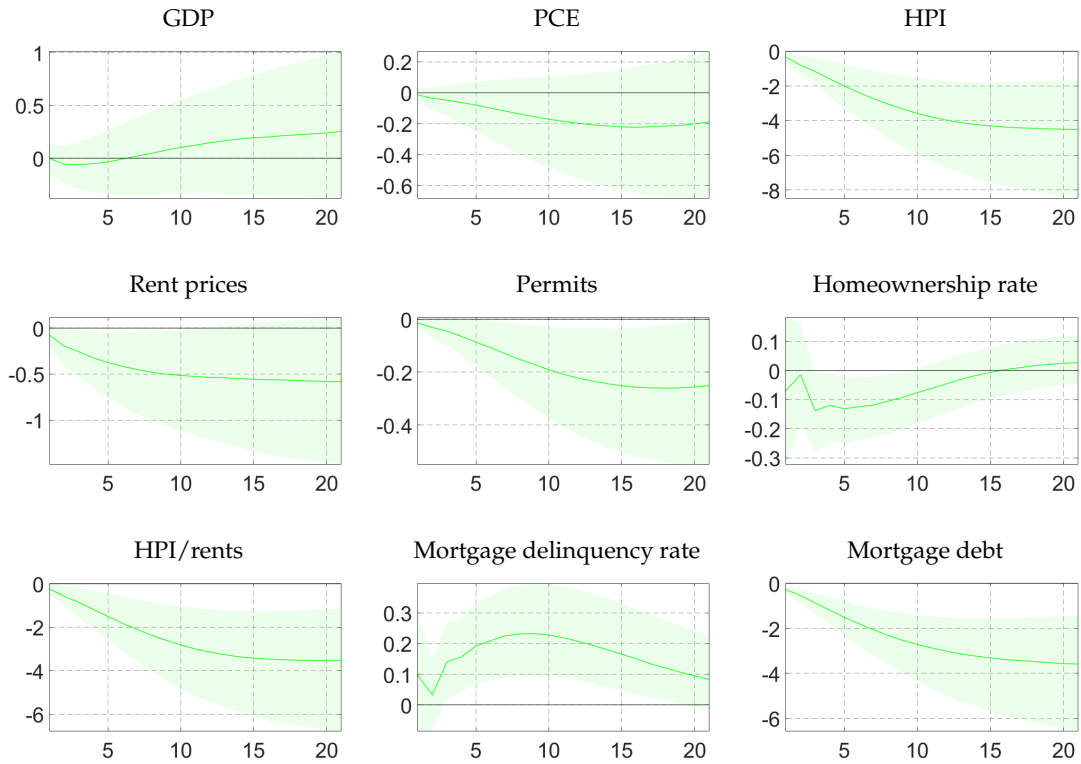 GDP
PCE
HPI
1
0.5
0
5 10 15 20
0.2
0
-0.2
-0.4
-0.6
5 10 15 20
0
-2
-4
-6
-8
5 10 15 20
Rent prices
Permits
Homeownership rate
0
-0.5
-1
5 10 15 20
0
-0.2
-0.4
5 10 15 20
0.1
0
-0.1
-0.2
-0.3
5 10 15 20
HPI/rents
Mortgage delinquency rate
Mortgage debt
0
-2
-4
-6
5 10 15 20
0.3
0.2
0.1
0
5 10 15 20
0
-2
-4
-6
5 10 15 20